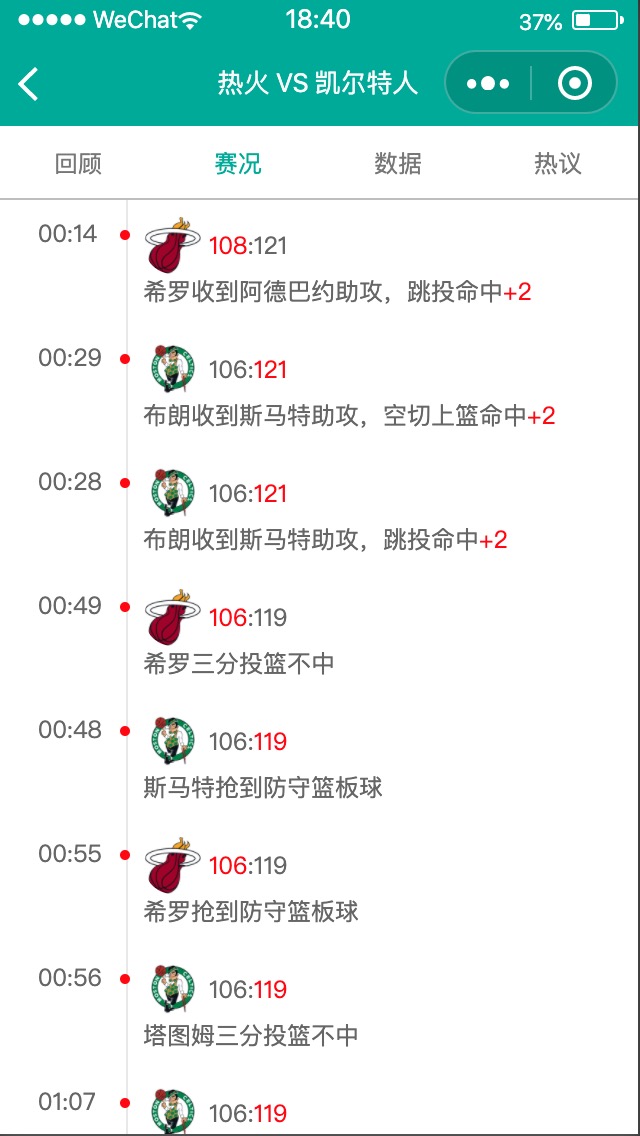 WeChat 18:40 37%
热火 VS 凯尔特人
回顾 赛况 数据 热议
00:14 108:121
希罗收到阿德巴约助攻，跳投命中+2
00:29 106:121
布朗收到斯马特助攻，空切上篮命中+2
00:28 106:121
布朗收到斯马特助攻，跳投命中+2
00:49 106:119
希罗三分投篮不中
00:48 106:119
斯马特抢到防守篮板球
00:55 106:119
希罗抢到防守篮板球
00:56 106:119
塔图姆三分投篮不中
01:07 106:119